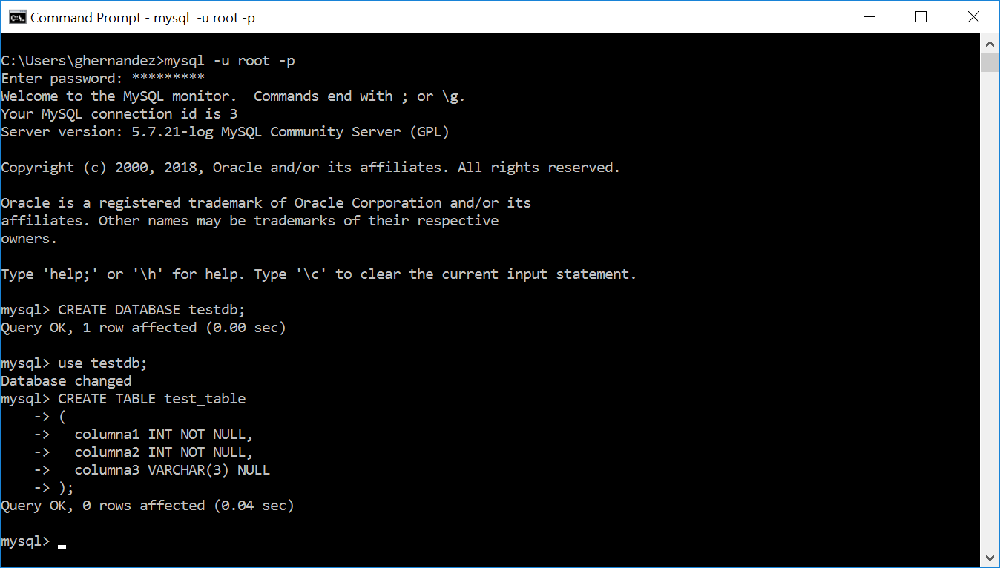 Command Prompt - mysql  -u root -p
C:\Users\ghernandez>mysql -u root -p
Enter password: *********
Welcome to the MySQL monitor.  Commands end with ; or \g.
Your MySQL connection id is 3
Server version: 5.7.21-log MySQL Community Server (GPL)
Copyright (c) 2000, 2018, Oracle and/or its affiliates. All rights reserved.
Oracle is a registered trademark of Oracle Corporation and/or its
affiliates. Other names may be trademarks of their respective
owners.
Type 'help;' or '\h' for help. Type '\c' to clear the current input statement.
mysql> CREATE DATABASE testdb;
Query OK, 1 row affected (0.00 sec)
mysql> use testdb;
Database changed
mysql> CREATE TABLE test_table
    -> (
    ->   columna1 INT NOT NULL,
    ->   columna2 INT NOT NULL,
    ->   columna3 VARCHAR(3) NULL
    -> );
Query OK, 0 rows affected (0.04 sec)
mysql>